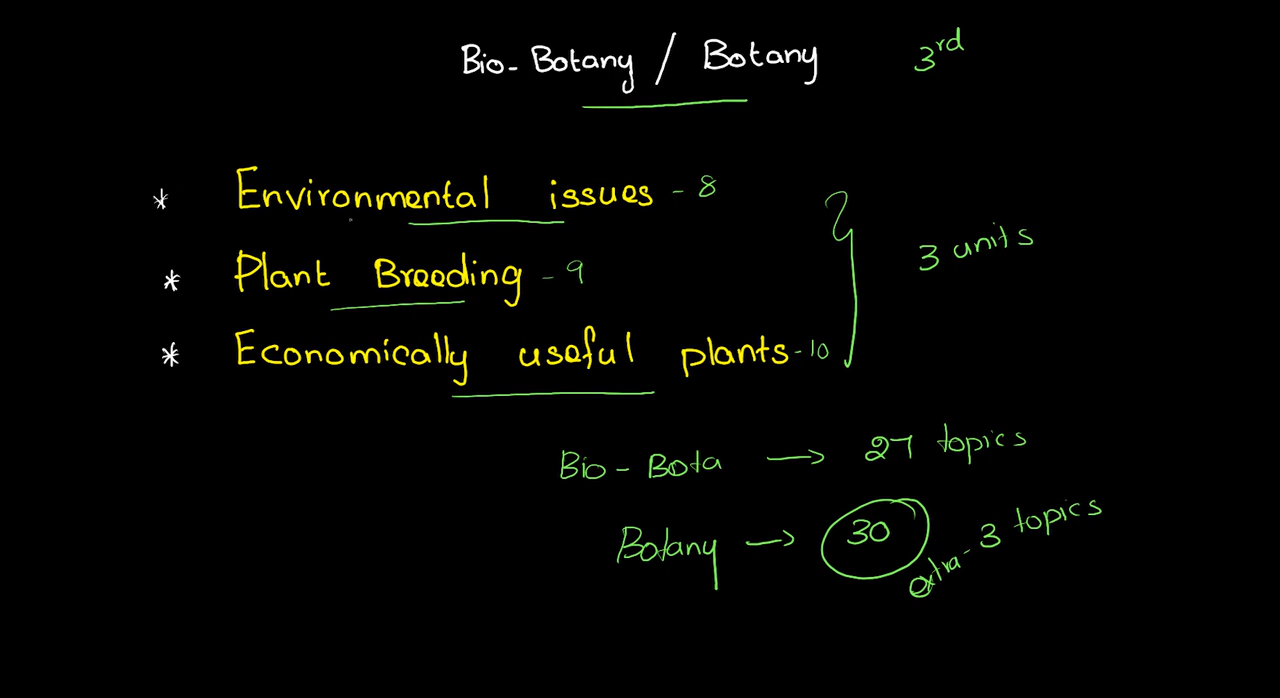 Bio-Botany / Botany 3rd
* Environmental issues - 8
* Plant Breeding - 9
* Economically useful plants - 10
3 units
Bio-Bota → 27 topics
Botany → 30 extra - 3 topics